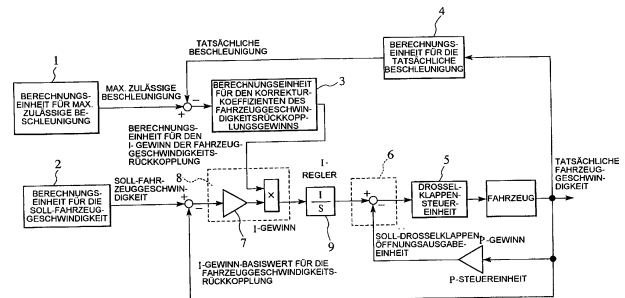 1
BERECHNUNGS-
EINHEIT FÜR MAX.
ZULÄSSIGE BE-
SCHLEUNIGUNG
MAX. ZULÄSSIGE
BESCHLEUNIGUNG
+
−
TATSÄCHLICHE
BESCHLEUNIGUNG
4
BERECHNUNGS-
EINHEIT FÜR DIE
TATSÄCHLICHE
BESCHLEUNIGUNG
3
BERECHNUNGSEINHEIT
FÜR DEN KORREKTUR-
KOEFFIZIENTEN DES
FAHRZEUGGESCHWIN-
DIGKEITSRÜCKKOPP-
LUNGSGEWINNS
BERECHNUNGS-
EINHEIT FÜR DEN
I- GEWINN DER FAHRZEUG-
GESCHWINDIGKEITS-
RÜCKKOPPLUNG
2
BERECHNUNGS-
EINHEIT FÜR DIE
SOLL-FAHRZEUG-
GESCHWINDIGKEIT
SOLL-FAHR-
ZEUGGESCHWIN-
DIGKEIT
+
−
8
7
×
I-GEWINN
I-
REGLER
1
S
9
6
+
−
5
DROSSEL-
KLAPPEN-
STEUER-
EINHEIT
FAHRZEUG
TATSÄCHLICHE
FAHRZEUG-
GESCHWIN-
DIGKEIT
SOLL-DROSSELKLAPPEN-
ÖFFNUNGSAUSGABE-
EINHEIT
P-GEWINN
P-STEUEREINHEIT
I-GEWINN-BASISWERT FÜR DIE
FAHRZEUGGESCHWINDIGKEITS-
RÜCKKOPPLUNG